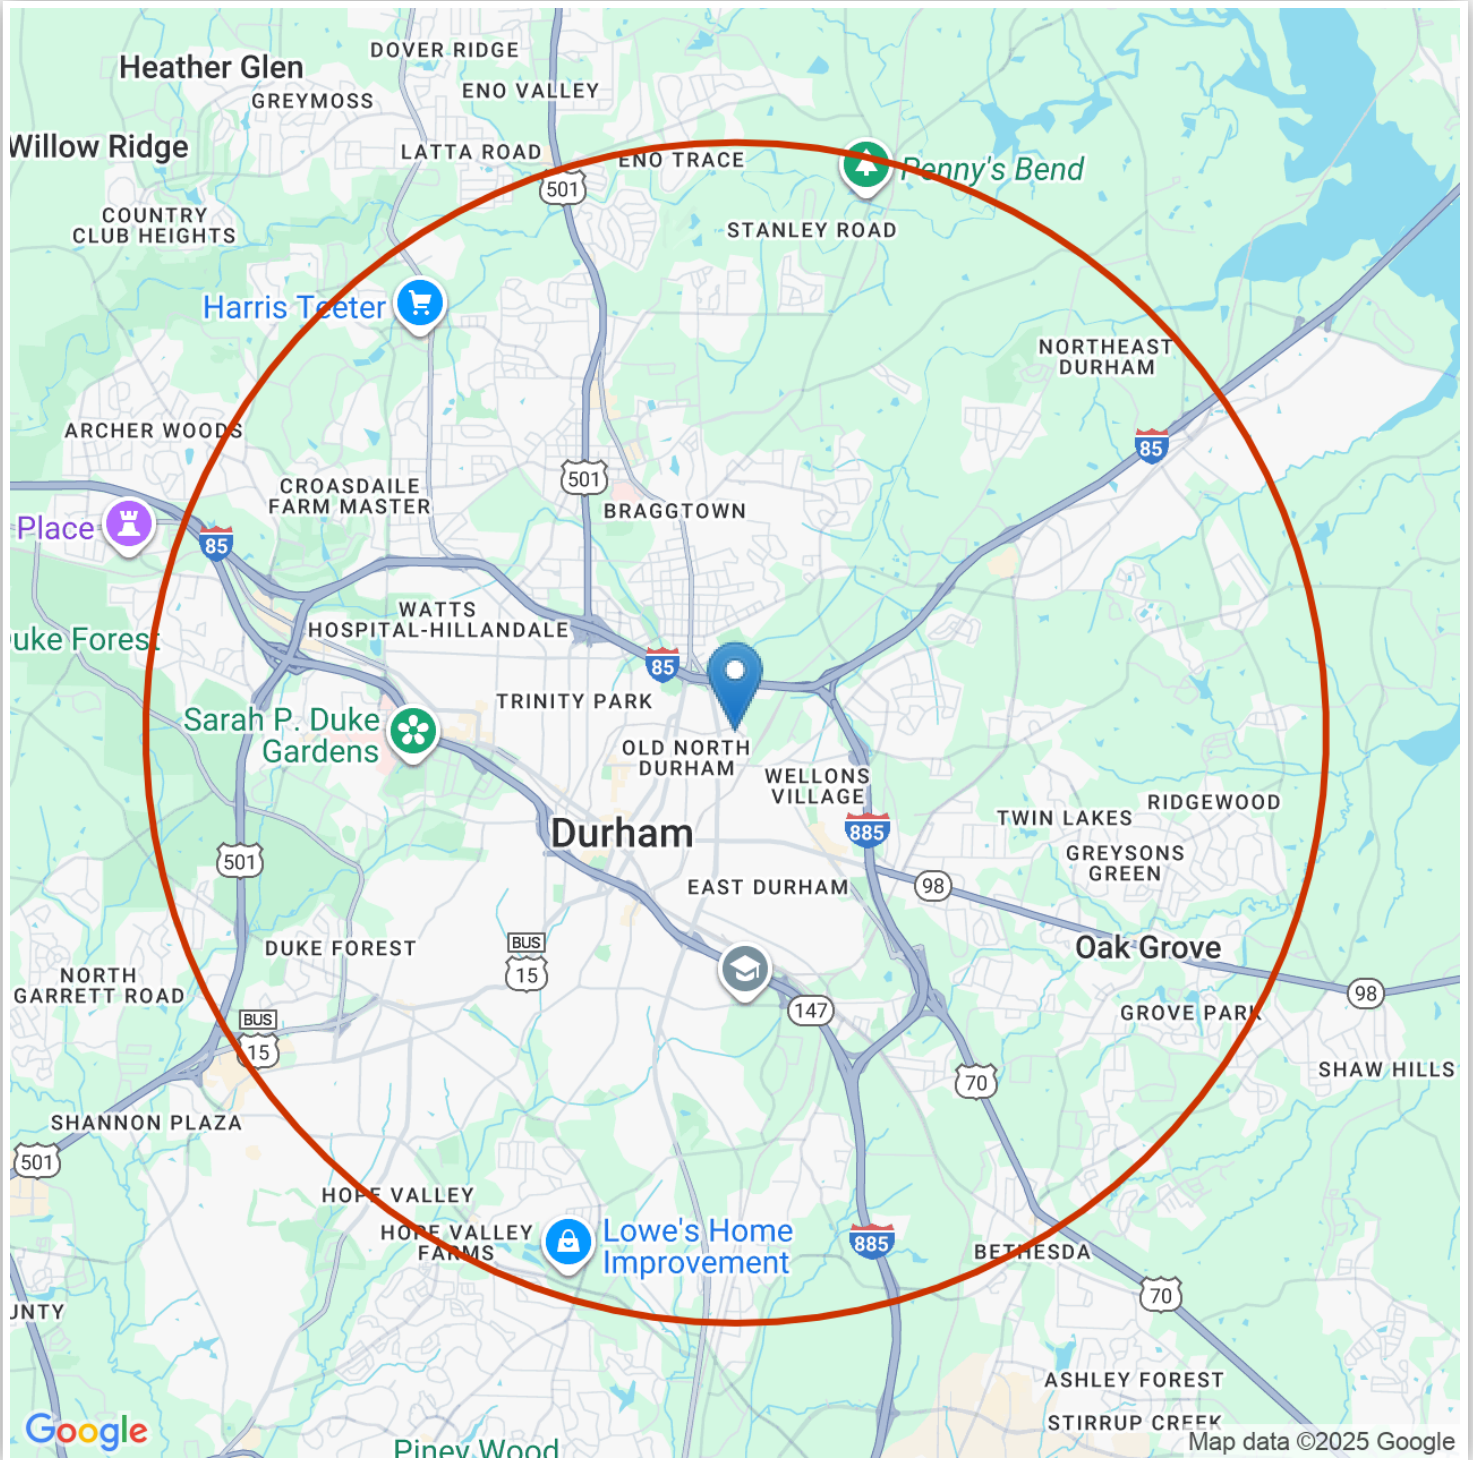 DOVER RIDGE
Heather Glen
ENO VALLEY
GREYMOSS
Willow Ridge
LATTA ROAD
ENO TRACE
Penny's Bend
501
COUNTRY
CLUB HEIGHTS
STANLEY ROAD
Harris Teeter
NORTHEAST
DURHAM
ARCHER WOODS
85
501
CROASDAILE
FARM MASTER
BRAGGTOWN
Place
85
WATTS
HOSPITAL-HILLANDALE
uke Forest
85
TRINITY PARK
Sarah P. Duke
Gardens
OLD NORTH
DURHAM
WELLONS
VILLAGE
RIDGEWOOD
TWIN LAKES
Durham
885
GREYSONS
GREEN
501
EAST DURHAM
98
DUKE FOREST
BUS
15
Oak Grove
NORTH
GARRETT ROAD
98
147
GROVE PARK
BUS
15
SHAW HILLS
70
SHANNON PLAZA
501
HOPE VALLEY
HOPE VALLEY
FARMS
Lowe's Home
Improvement
885
BETHESDA
70
UNTY
ASHLEY FOREST
STIRRUP CREEK
Google
Piney Wood
Map data ©2025 Google